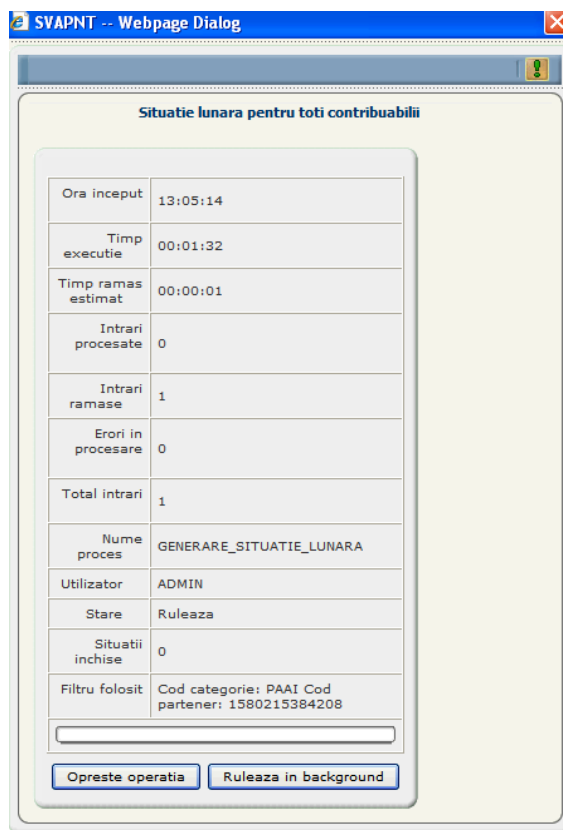 SVAPNT -- Webpage Dialog
Situatie lunara pentru toti contribuabilii
Ora inceput 13:05:14
Timp
executie 00:01:32
Timp ramas
estimat 00:00:01
Intrari
procesate 0
Intrari
ramase 1
Erori in
procesare 0
Total intrari 1
Nume
proces GENERARE_SITUATIE_LUNARA
Utilizator ADMIN
Stare Ruleaza
Situatii
inchise 0
Filtru folosit Cod categorie: PAAI Cod
partener: 1580215384208
Opreste operatia Ruleaza in background